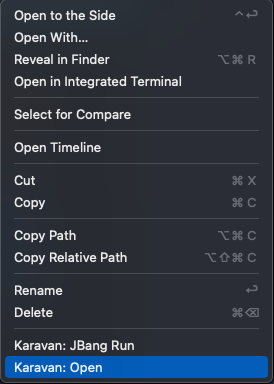 Open to the Side ^⏎
Open With...
Reveal in Finder ⌥⌘ R
Open in Integrated Terminal
Select for Compare
Open Timeline
Cut ⌘ X
Copy ⌘ C
Copy Path ⌥⌘ C
Copy Relative Path ⌥⇧⌘ C
Rename ⏎
Delete ⌘⌫
Karavan: JBang Run
Karavan: Open